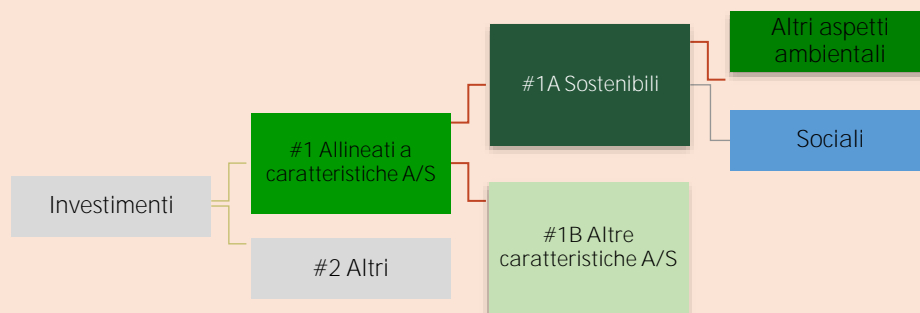 Investimenti
#1 Allineati a
caratteristiche A/S
#2 Altri
#1A Sostenibili
#1B Altre
caratteristiche A/S
Altri aspetti
ambientali
Sociali